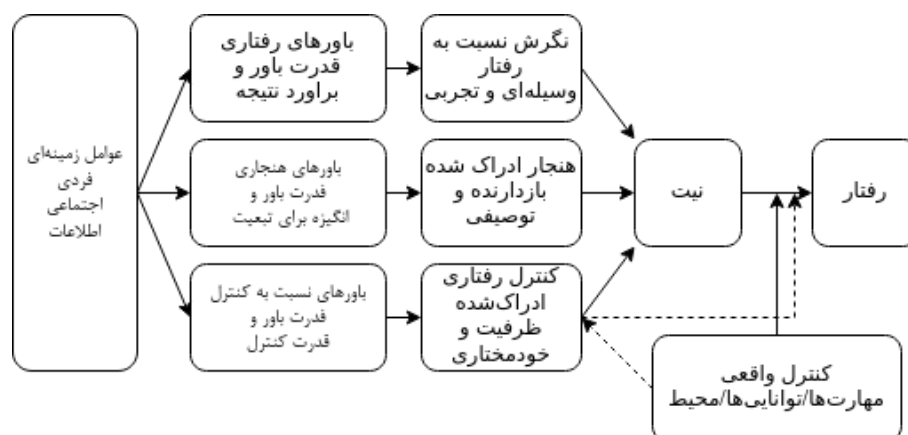 عوامل زمینه‌ای
فردی
اجتماعی
اطلاعات
باورهای رفتاری
قدرت باور و
براورد نتیجه
نگرش نسبت به
رفتار
وسیله‌ای و تجربی
باورهای هنجاری
قدرت باور و
انگیزه برای تبعیت
هنجار ادراک شده
بازدارنده و
توصیفی
نیت
رفتار
باورهای نسبت به کنترل
قدرت باور و
قدرت کنترل
کنترل رفتاری
ادراک‌شده
ظرفیت و
خودمختاری
کنترل واقعی
مهارت‌ها/توانایی‌ها/محیط